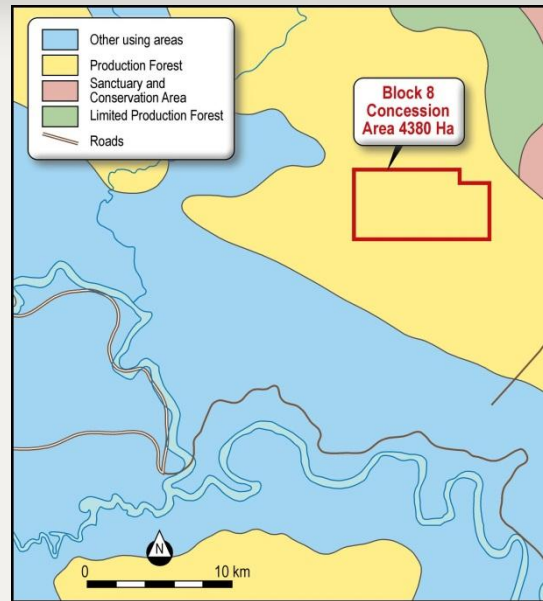 Other using areas
Production Forest
Sanctuary and
Conservation Area
Limited Production Forest
Roads
Block 8
Concession
Area 4380 Ha
N
0
10 km